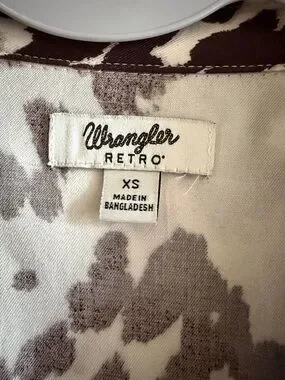 Wrangler
RETRO®
XS
MADE IN
BANGLADESH